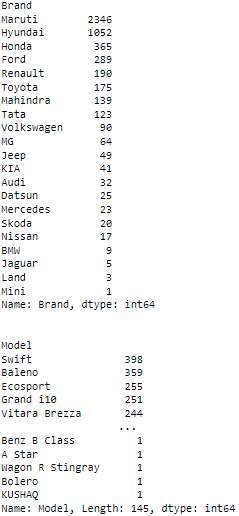 Brand
Maruti 2346
Hyundai 1052
Honda 365
Ford 289
Renault 190
Toyota 175
Mahindra 139
Tata 123
Volkswagen 90
MG 64
Jeep 49
KIA 41
Audi 32
Datsun 25
Mercedes 23
Skoda 20
Nissan 17
BMW 9
Jaguar 5
Land 3
Mini 1
Name: Brand, dtype: int64
Model
Swift 398
Baleno 359
Ecosport 255
Grand i10 251
Vitara Brezza 244
...
Benz B Class 1
A Star 1
Wagon R Stingray 1
Bolero 1
KUSHAQ 1
Name: Model, Length: 145, dtype: int64